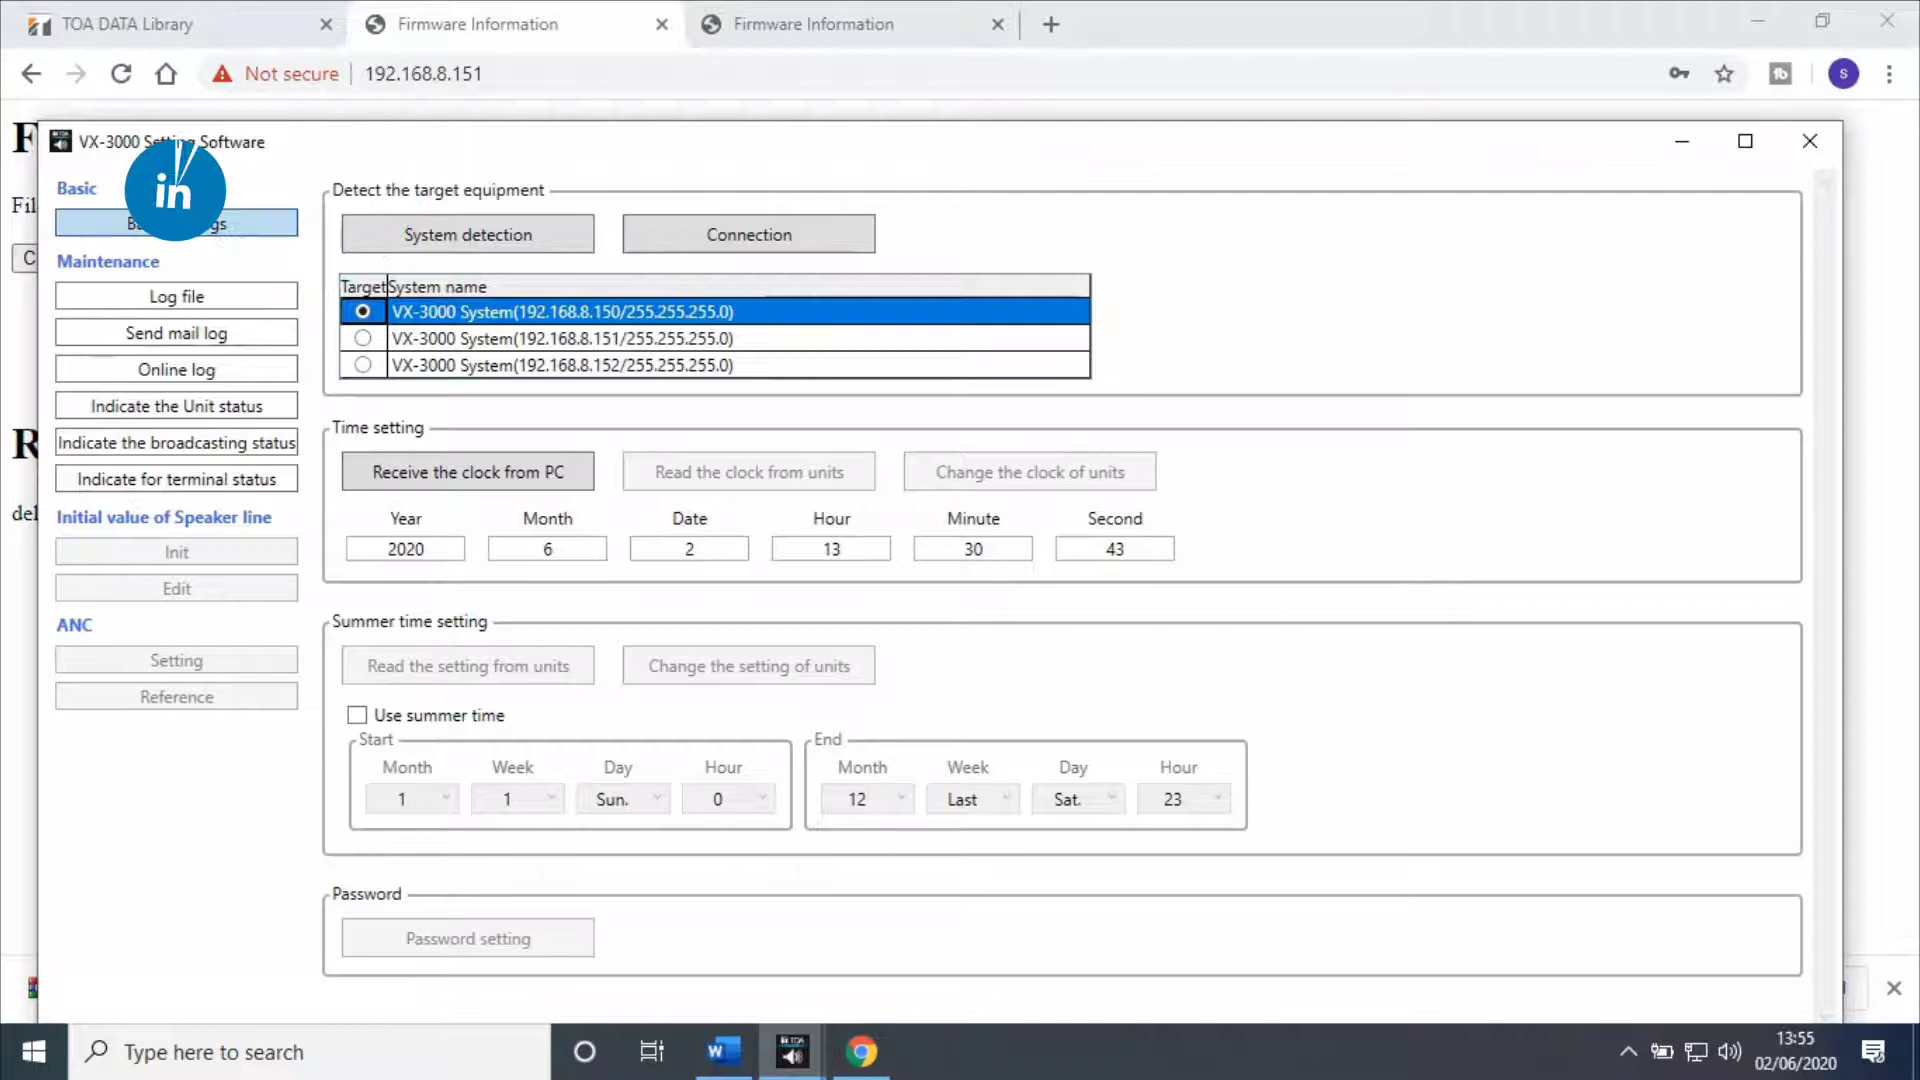 TOA DATA Library
Firmware Information
Firmware Information
Not secure
192.168.8.151
tb
S
F
VX-3000 Setting Software
in
Fil
C
R
del
Basic
Maintenance
Log file
Send mail log
Online log
Indicate the Unit status
Indicate the broadcasting status
Indicate for terminal status
Initial value of Speaker line
Init
Edit
ANC
Setting
Reference
Detect the target equipment
System detection
Connection
Target System name
VX-3000 System(192.168.8.150/255.255.255.0)
VX-3000 System(192.168.8.151/255.255.255.0)
VX-3000 System(192.168.8.152/255.255.255.0)
Time setting
Receive the clock from PC
Read the clock from units
Change the clock of units
Year Month Date Hour Minute Second
2020 6 2 13 30 43
Summer time setting
Read the setting from units
Change the setting of units
Use summer time
Start
Month Week Day Hour
1 1 Sun. 0
End
Month Week Day Hour
12 Last Sat. 23
Password
Password setting
Type here to search
W
TOA
13:55
02/06/2020